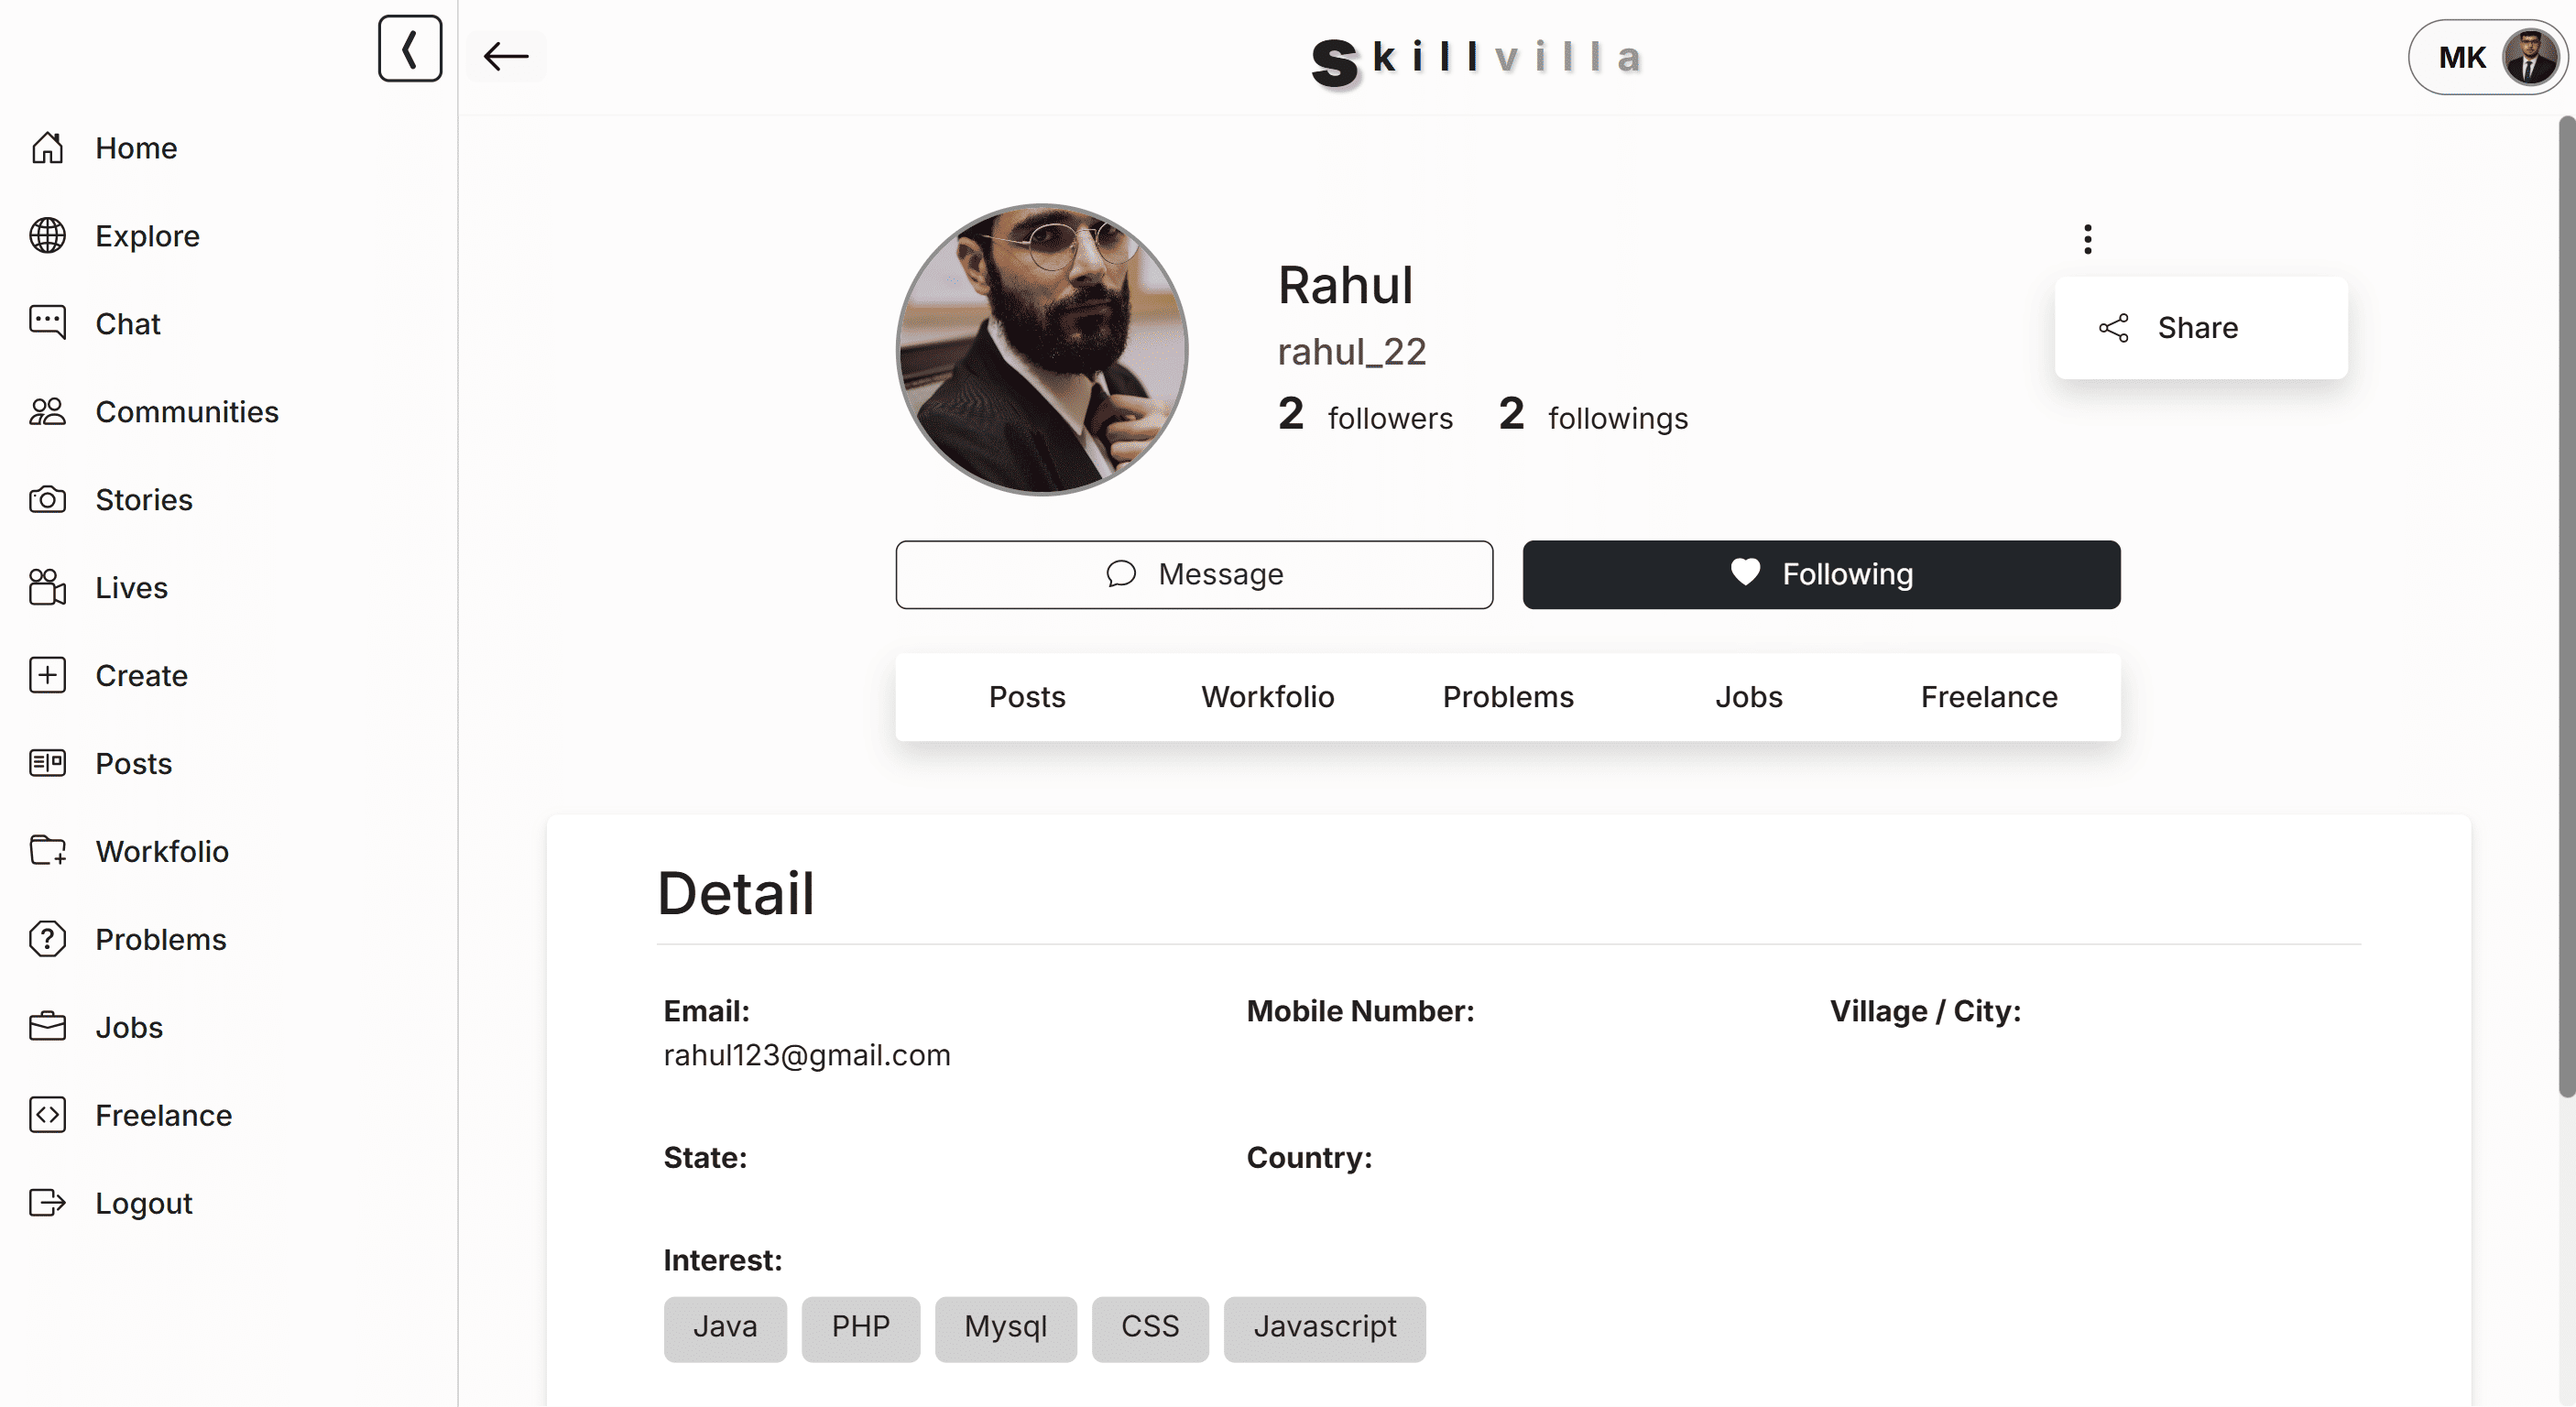 Skillvilla
MK
Home
Explore
Chat
Communities
Stories
Lives
Create
Posts
Workfolio
Problems
Jobs
Freelance
Logout
Rahul
rahul_22
2 followers 2 followings
Share
Message
Following
Posts Workfolio Problems Jobs Freelance
Detail
Email: Mobile Number: Village / City:
rahul123@gmail.com
State: Country:
Interest:
Java PHP Mysql CSS Javascript